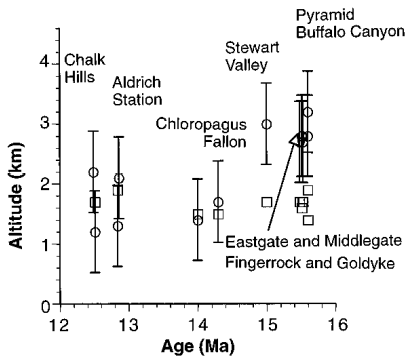 Pyramid
Buffalo Canyon
Stewart
Valley
Chalk
Hills
Aldrich
Station
Chloropagus
Fallon
Eastgate and Middlegate
Fingerrock and Goldyke
Altitude (km)
4
3
2
1
0
12
13
14
15
16
Age (Ma)